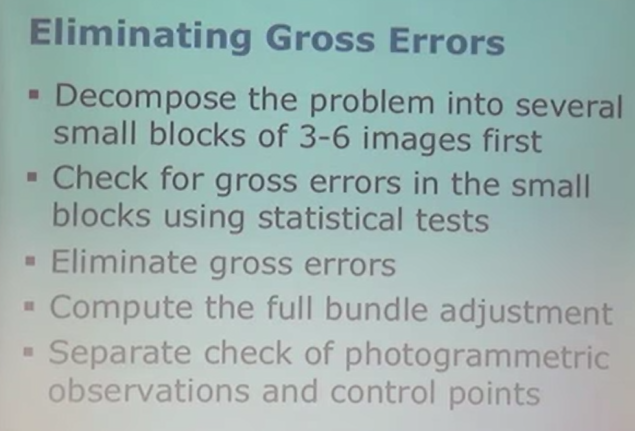 Eliminating Gross Errors
▪ Decompose the problem into several
small blocks of 3-6 images first
▪ Check for gross errors in the small
blocks using statistical tests
▪ Eliminate gross errors
▪ Compute the full bundle adjustment
▪ Separate check of photogrammetric
observations and control points